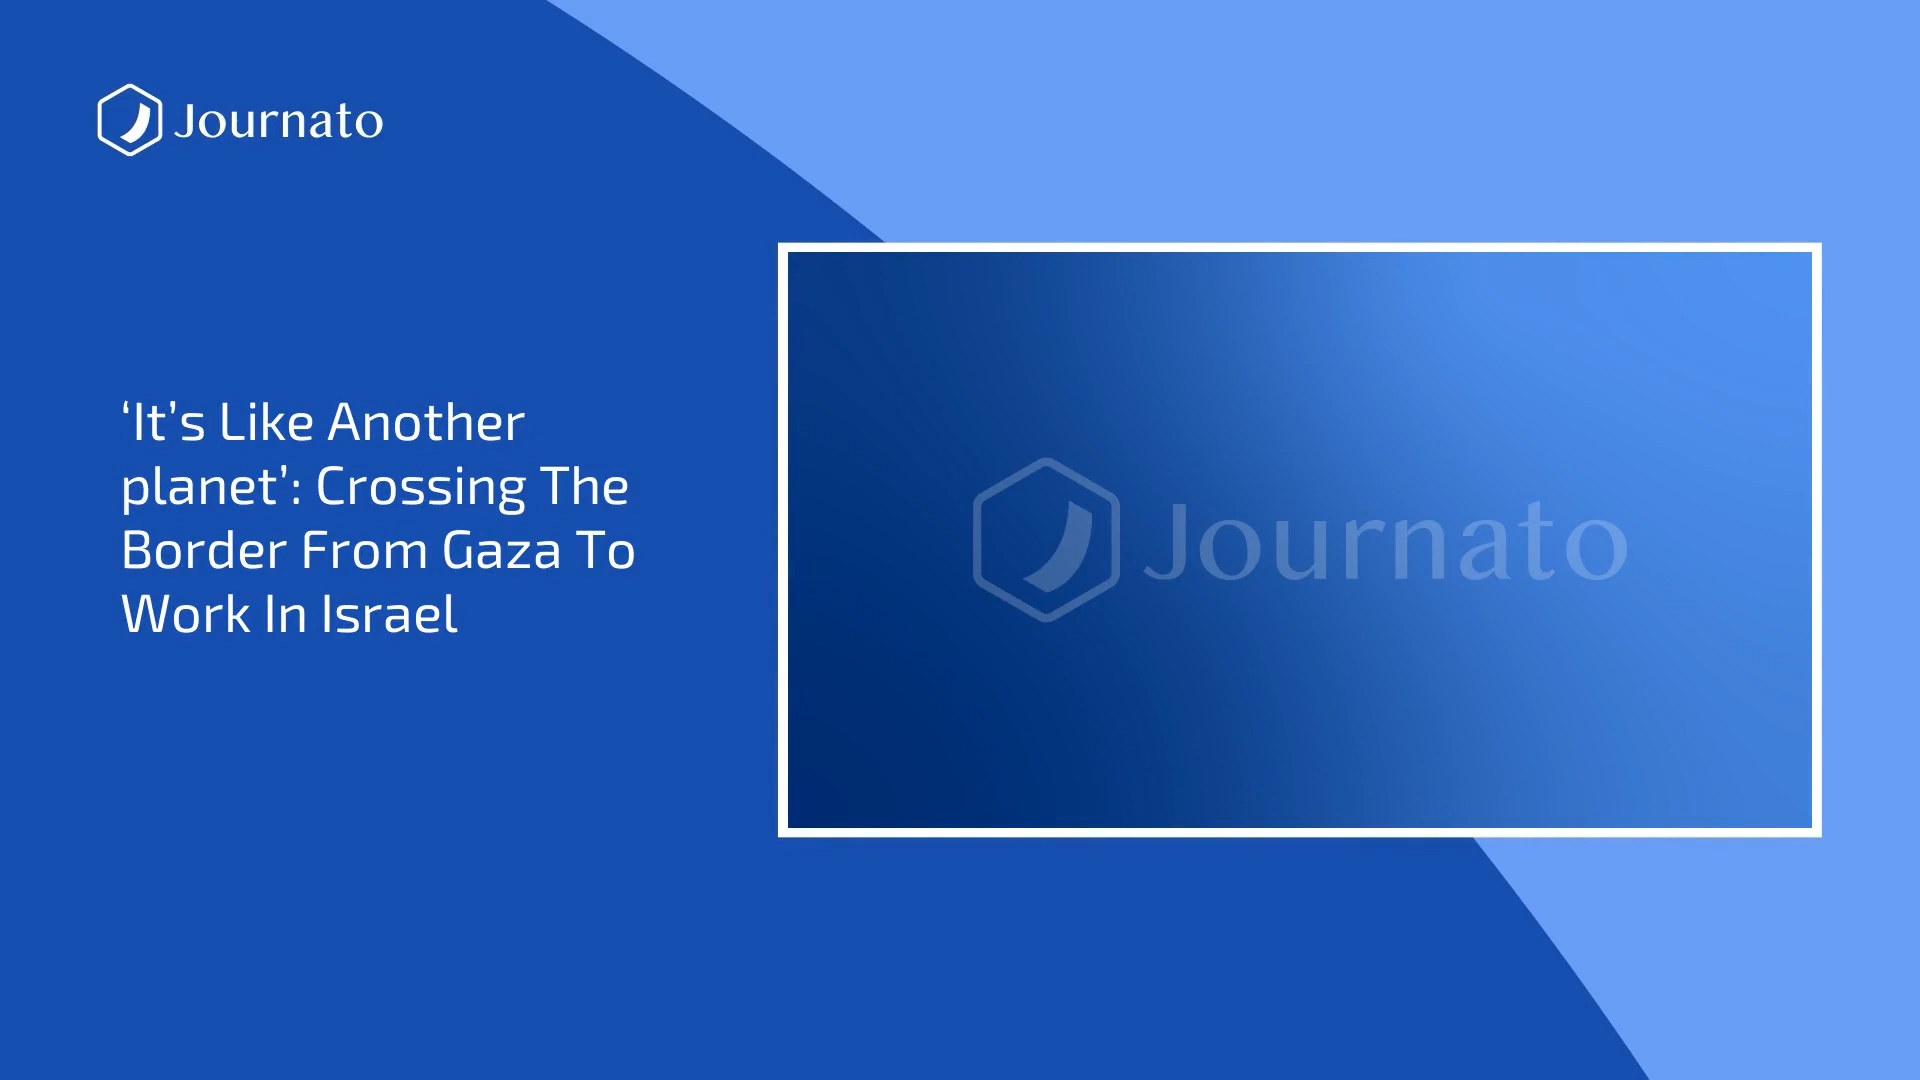 Journato
‘It’s Like Another
planet’: Crossing The
Border From Gaza To
Work In Israel
Journato